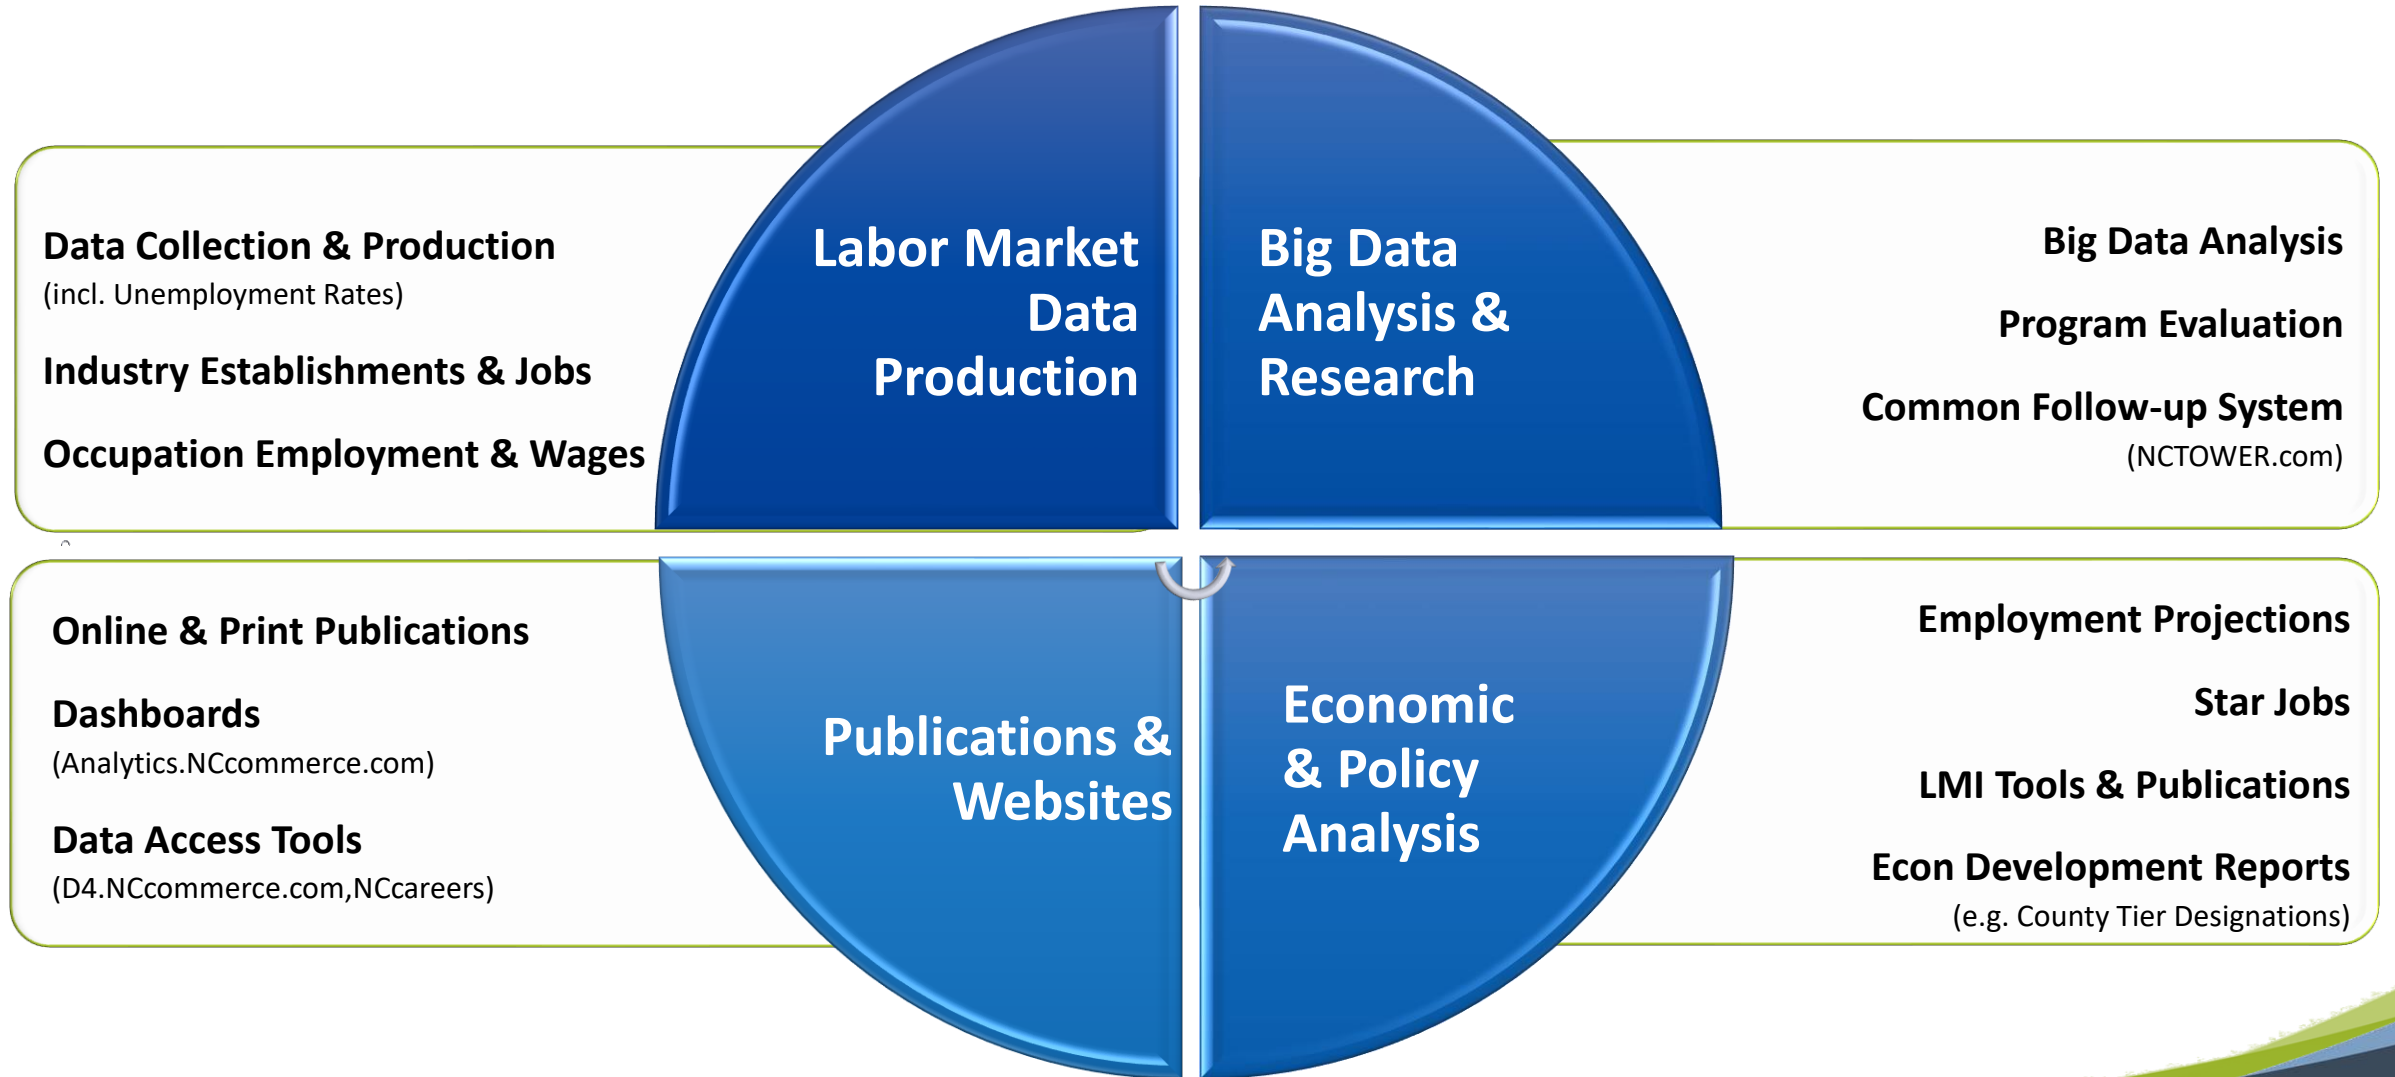 Data Collection & Production
(incl. Unemployment Rates)
Industry Establishments & Jobs
Occupation Employment & Wages
Labor Market
Data
Production
Big Data
Analysis &
Research
Big Data Analysis
Program Evaluation
Common Follow-up System
(NCTOWER.com)
Online & Print Publications
Dashboards
(Analytics.NCcommerce.com)
Data Access Tools
(D4.NCcommerce.com,NCcareers)
Publications &
Websites
Economic
& Policy
Analysis
Employment Projections
Star Jobs
LMI Tools & Publications
Econ Development Reports
(e.g. County Tier Designations)